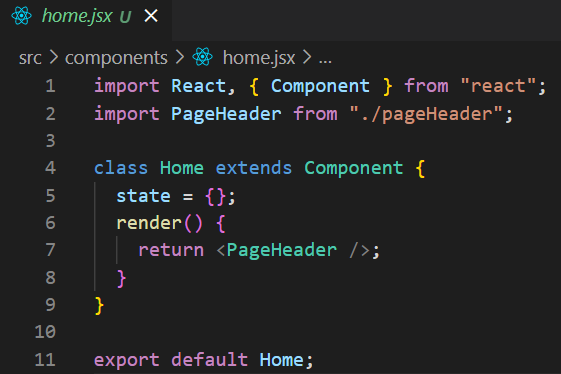 home.jsx U ×
src > components > home.jsx > ...
1 import React, { Component } from "react";
2 import PageHeader from "./pageHeader";
3
4 class Home extends Component {
5   state = {};
6   render() {
7     return <PageHeader />;
8   }
9 }
10
11 export default Home;